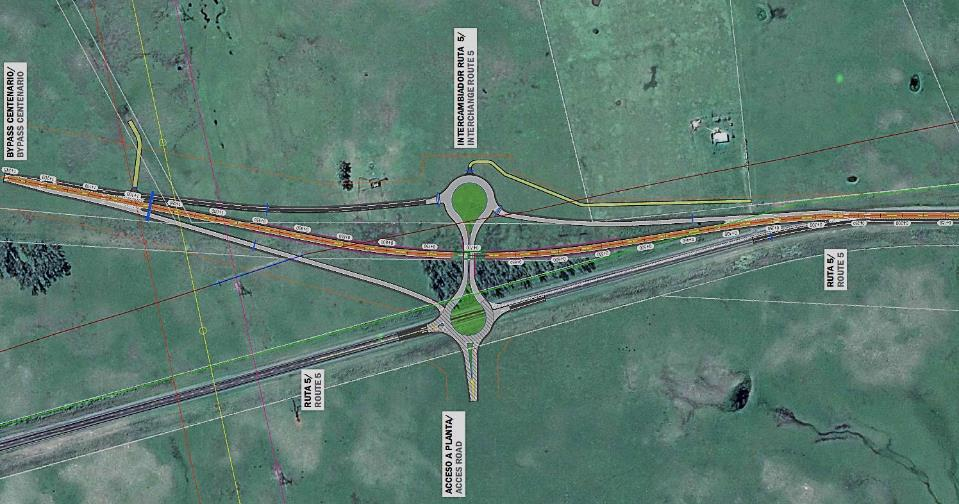 BYPASS CENTENARIO/
BYPASS CENTENARIO
INTERCAMBIADOR RUTA 5/
INTERCHANGE ROUTE 5
RUTA 5/
ROUTE 5
RUTA 5/
ROUTE 5
ACCESO A PLANTA/
ACCES ROAD